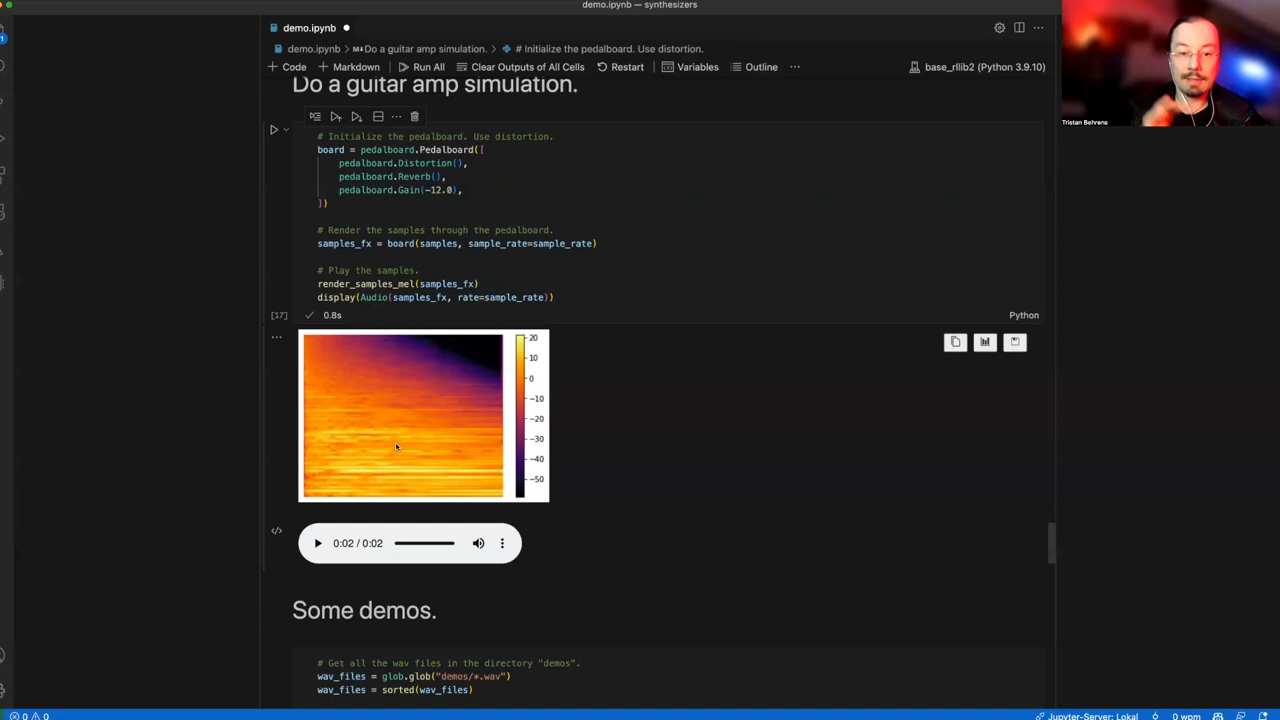 demo.ipynb — synthesizers
demo.ipynb
demo.ipynb > Do a guitar amp simulation. > # Initialize the pedalboard. Use distortion.
+ Code + Markdown Run All Clear Outputs of All Cells Restart Variables Outline ... base_rllib2 (Python 3.9.10)
Tristan Behrens
Do a guitar amp simulation.
# Initialize the pedalboard. Use distortion.
board = pedalboard.Pedalboard([
pedalboard.Distortion(),
pedalboard.Reverb(),
pedalboard.Gain(-12.0),
])
# Render the samples through the pedalboard.
samples_fx = board(samples, sample_rate=sample_rate)
# Play the samples.
render_samples_mel(samples_fx)
display(Audio(samples_fx, rate=sample_rate))
[17] ✓ 0.8s Python
20
10
0
−10
−20
−30
−40
−50
0:02 / 0:02
Some demos.
# Get all the wav files in the directory "demos".
wav_files = glob.glob("demos/*.wav")
wav_files = sorted(wav_files)
0 0 Jupyter-Server: Lokal 0 wpm